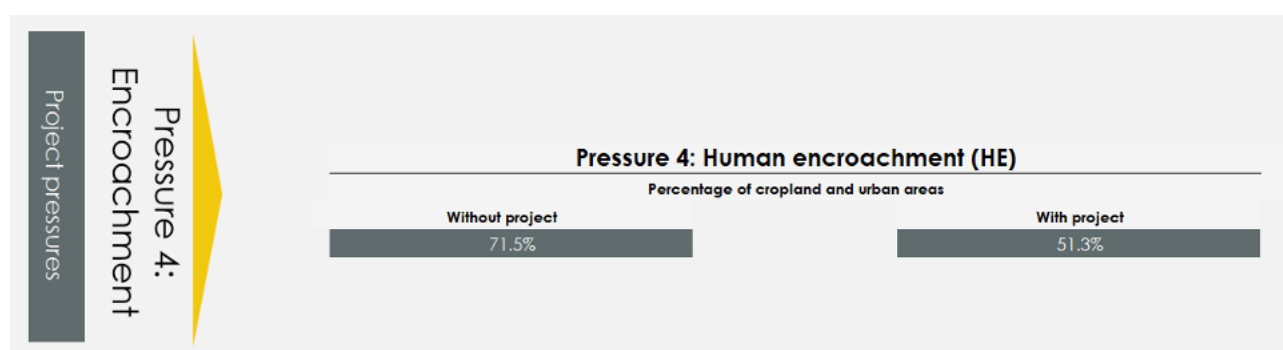 Project pressures
Pressure 4:
Encroachment
Pressure 4: Human encroachment (HE)
Percentage of cropland and urban areas
Without project
With project
71.5%
51.3%